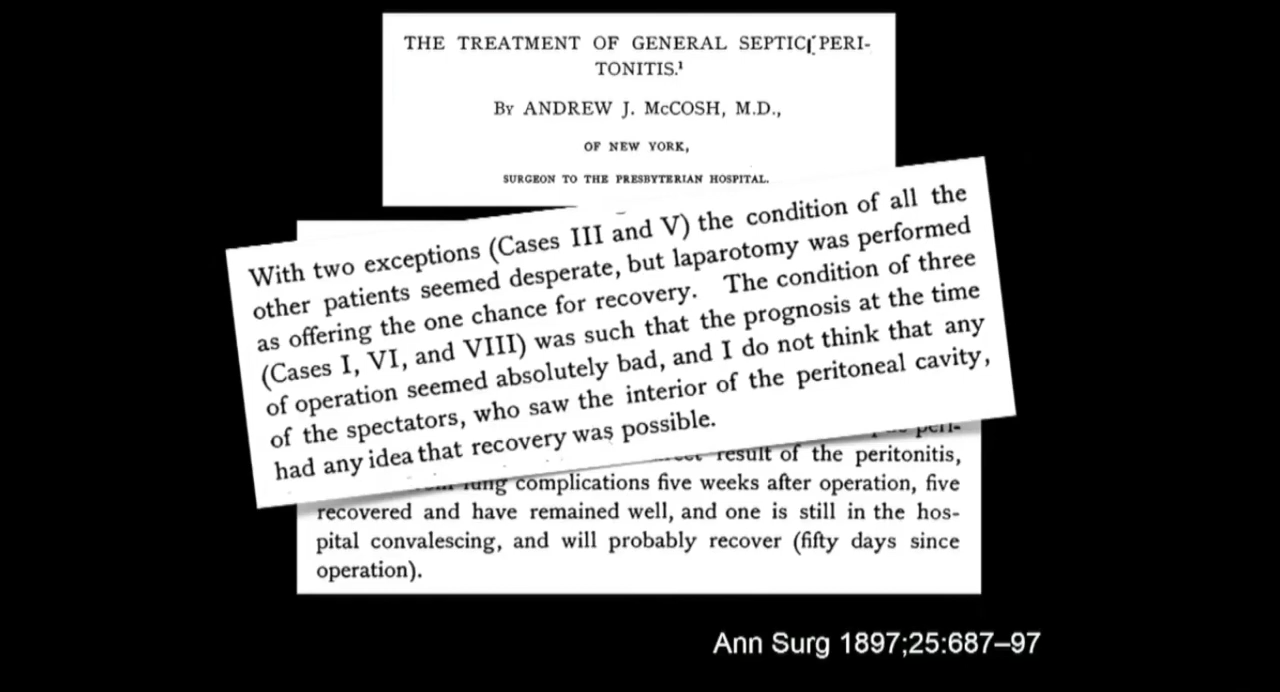 THE TREATMENT OF GENERAL SEPTIC PERI-
TONITIS.¹
By ANDREW J. McCOSH, M.D.,
OF NEW YORK,
SURGEON TO THE PRESBYTERIAN HOSPITAL.
With two exceptions (Cases III and V) the condition of all the
other patients seemed desperate, but laparotomy was performed
as offering the one chance for recovery. The condition of three
(Cases I, VI, and VIII) was such that the prognosis at the time
of operation seemed absolutely bad, and I do not think that any
of the spectators, who saw the interior of the peritoneal cavity,
had any idea that recovery was possible.
peri-
result of the peritonitis,
lung complications five weeks after operation, five
recovered and have remained well, and one is still in the hos-
pital convalescing, and will probably recover (fifty days since
operation).
Ann Surg 1897;25:687–97